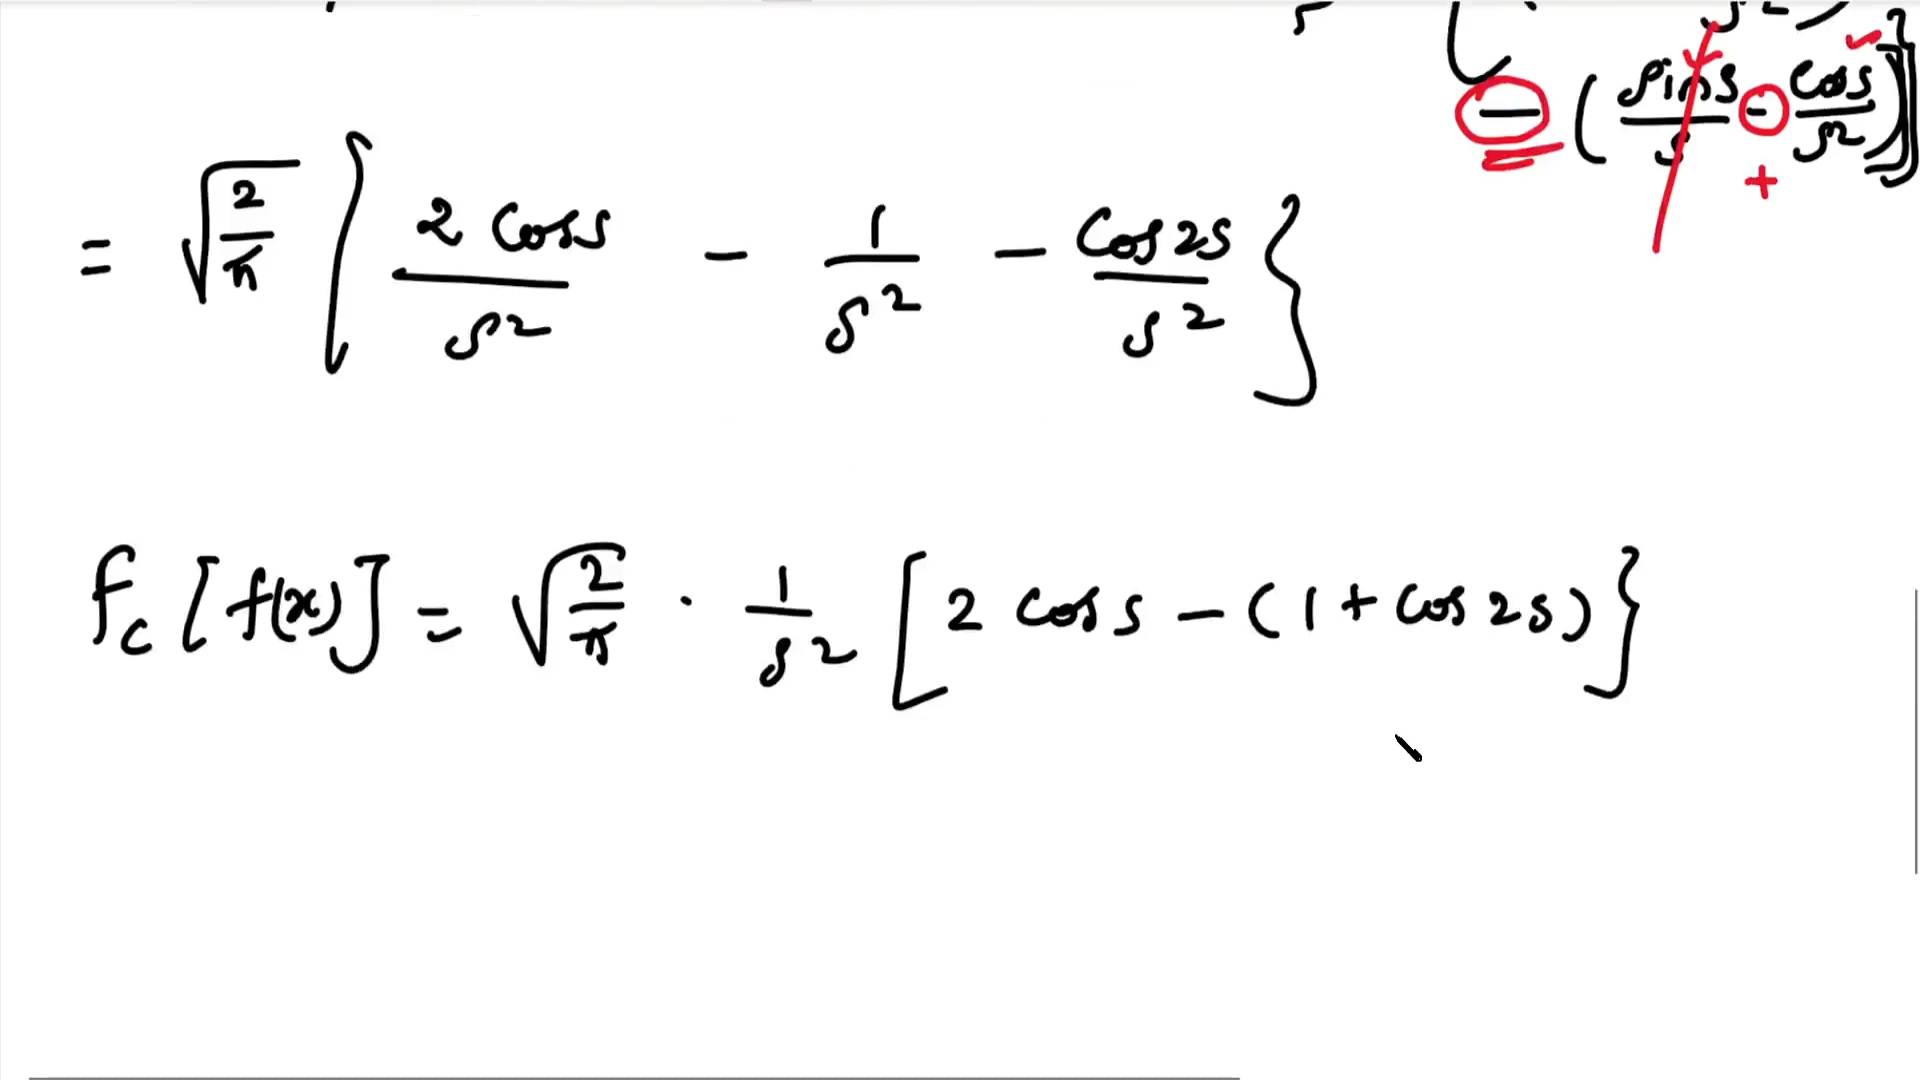 - ( sin s / s - cos s / s² ) }]
+
= √(2/π) { 2 cos s / s² - 1 / s² - cos 2s / s² }
Fc [f(x)] = √(2/π) · 1 / s² [ 2 cos s - (1 + cos 2s) }